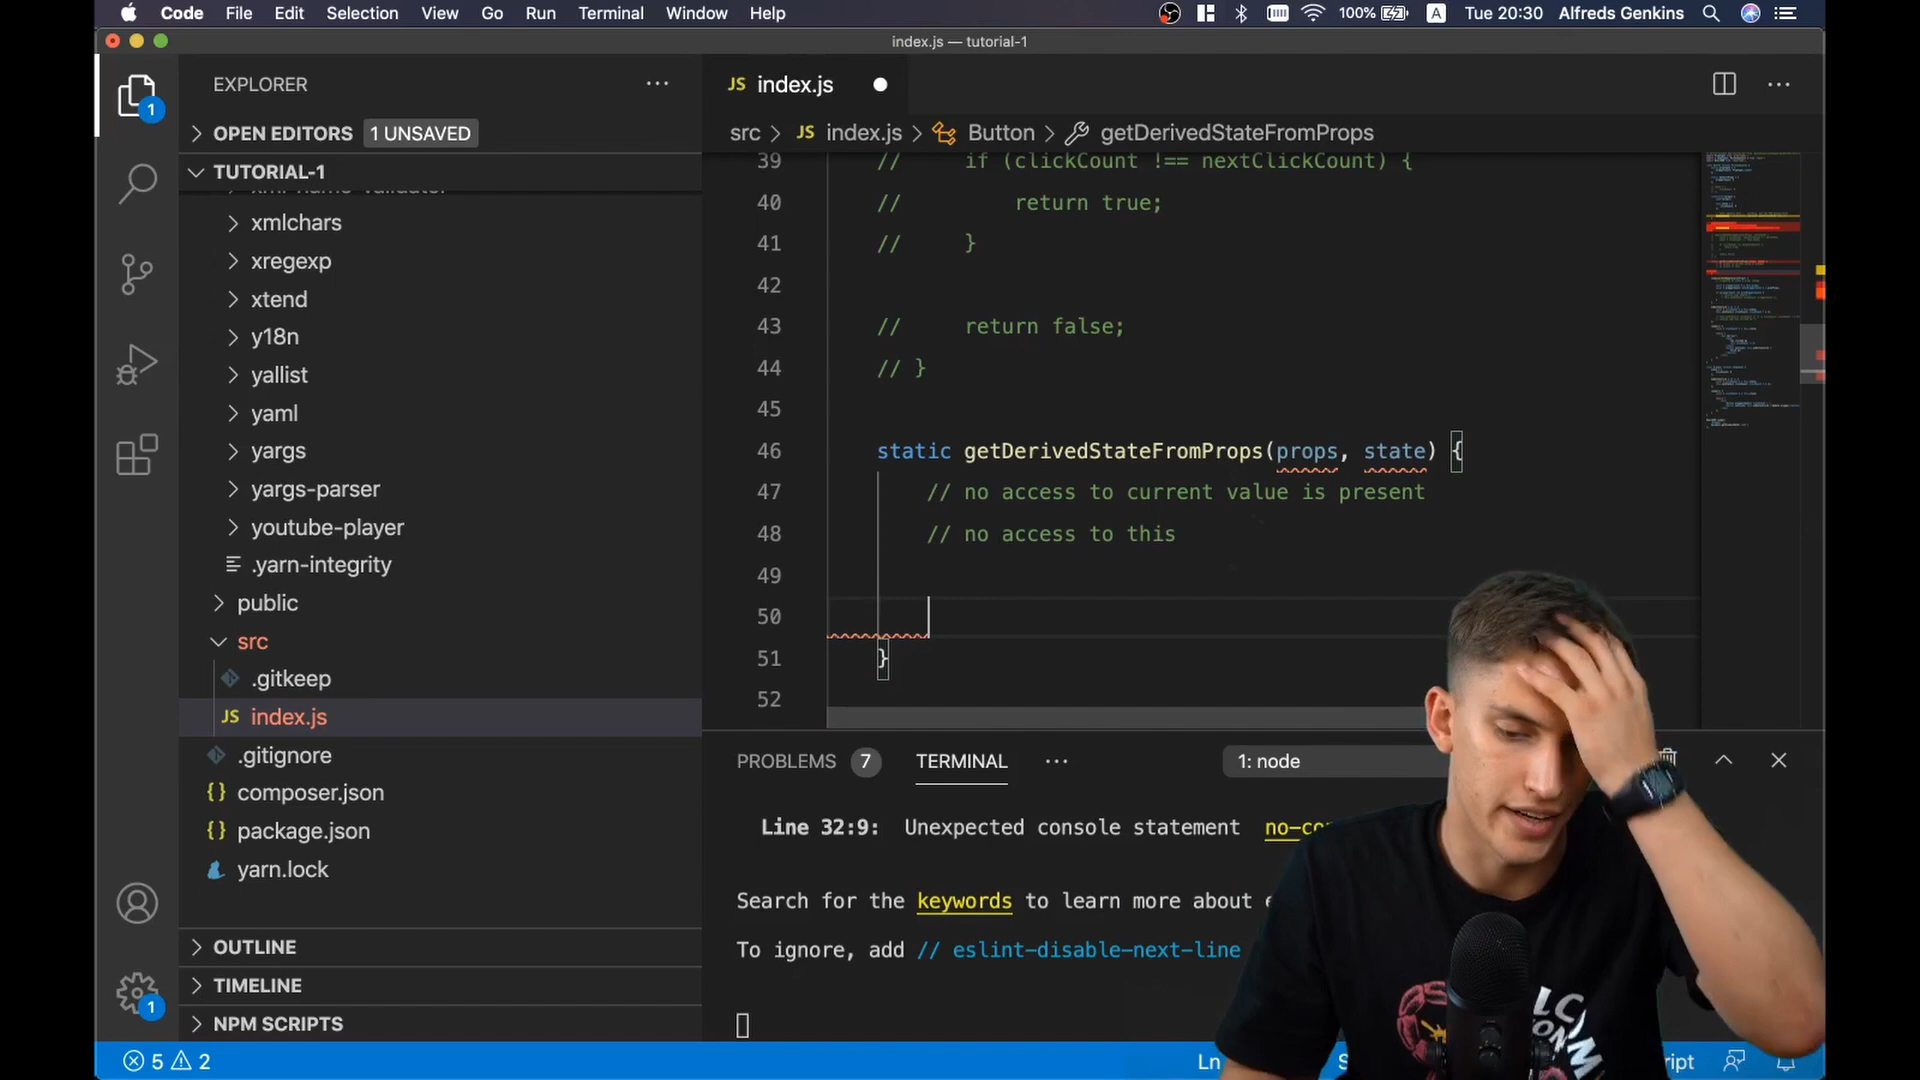 Code File Edit Selection View Go Run Terminal Window Help 100% A Tue 20:30 Alfreds Genkins
index.js — tutorial-1
EXPLORER
OPEN EDITORS 1 UNSAVED
TUTORIAL-1
xmlchars
xregexp
xtend
y18n
yallist
yaml
yargs
yargs-parser
youtube-player
.yarn-integrity
public
src
.gitkeep
JS index.js
.gitignore
{} composer.json
{} package.json
yarn.lock
OUTLINE
TIMELINE
NPM SCRIPTS
1
1
JS index.js
src > JS index.js > Button > getDerivedStateFromProps
39 // if (clickCount !== nextClickCount) {
40 // return true;
41 // }
42
43 // return false;
44 // }
45
46 static getDerivedStateFromProps(props, state) {
47 // no access to current value is present
48 // no access to this
49
50
51 }
52
PROBLEMS 7 TERMINAL 1: node
Line 32:9: Unexpected console statement
Search for the keywords to learn more about
To ignore, add // eslint-disable-next-line
5 2
Ln